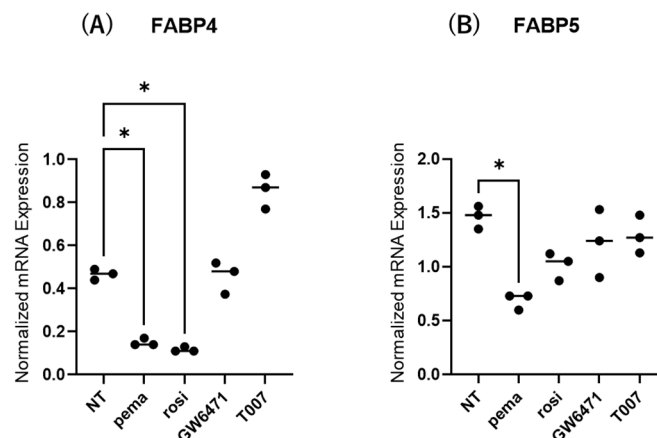 (A) FABP4
*
*
Normalized mRNA Expression
1.0
0.8
0.6
0.4
0.2
0.0
NT
pema
rosi
GW6471
T007
(B) FABP5
*
Normalized mRNA Expression
2.0
1.5
1.0
0.5
0.0
NT
pema
rosi
GW6471
T007